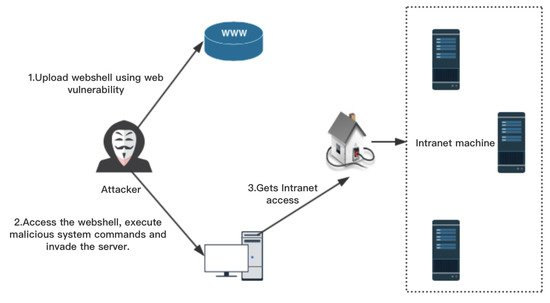 WWW
1.Upload webshell using web
vulnerability
Attacker
Intranet machine
3.Gets Intranet
access
2.Access the webshell, execute
malicious system commands and
invade the server.